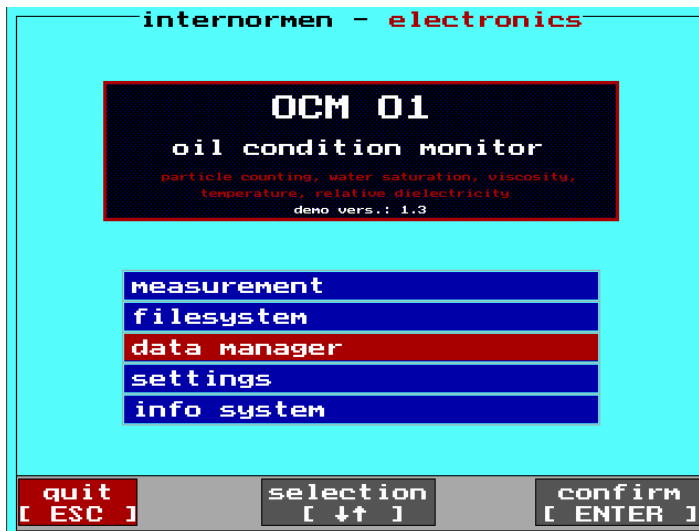 internormen - electronics
OCM 01
oil condition monitor
particle counting, water saturation, viscosity,
temperature, relative dielectricity
demo vers.: 1.3
measurement
filesystem
data manager
settings
info system
quit
[ ESC ]
selection
[ ↓↑ ]
confirm
[ ENTER ]